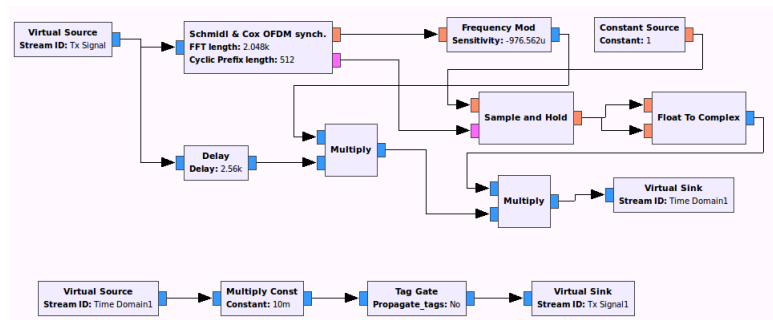 Virtual Source
Stream ID: Tx Signal
Schmidl & Cox OFDM synch.
FFT length: 2.048k
Cyclic Prefix length: 512
Frequency Mod
Sensitivity: -976.562u
Constant Source
Constant: 1
Sample and Hold
Float To Complex
Delay
Delay: 2.56k
Multiply
Multiply
Virtual Sink
Stream ID: Time Domain1
Virtual Source
Stream ID: Time Domain1
Multiply Const
Constant: 10m
Tag Gate
Propagate_tags: No
Virtual Sink
Stream ID: Tx Signal1